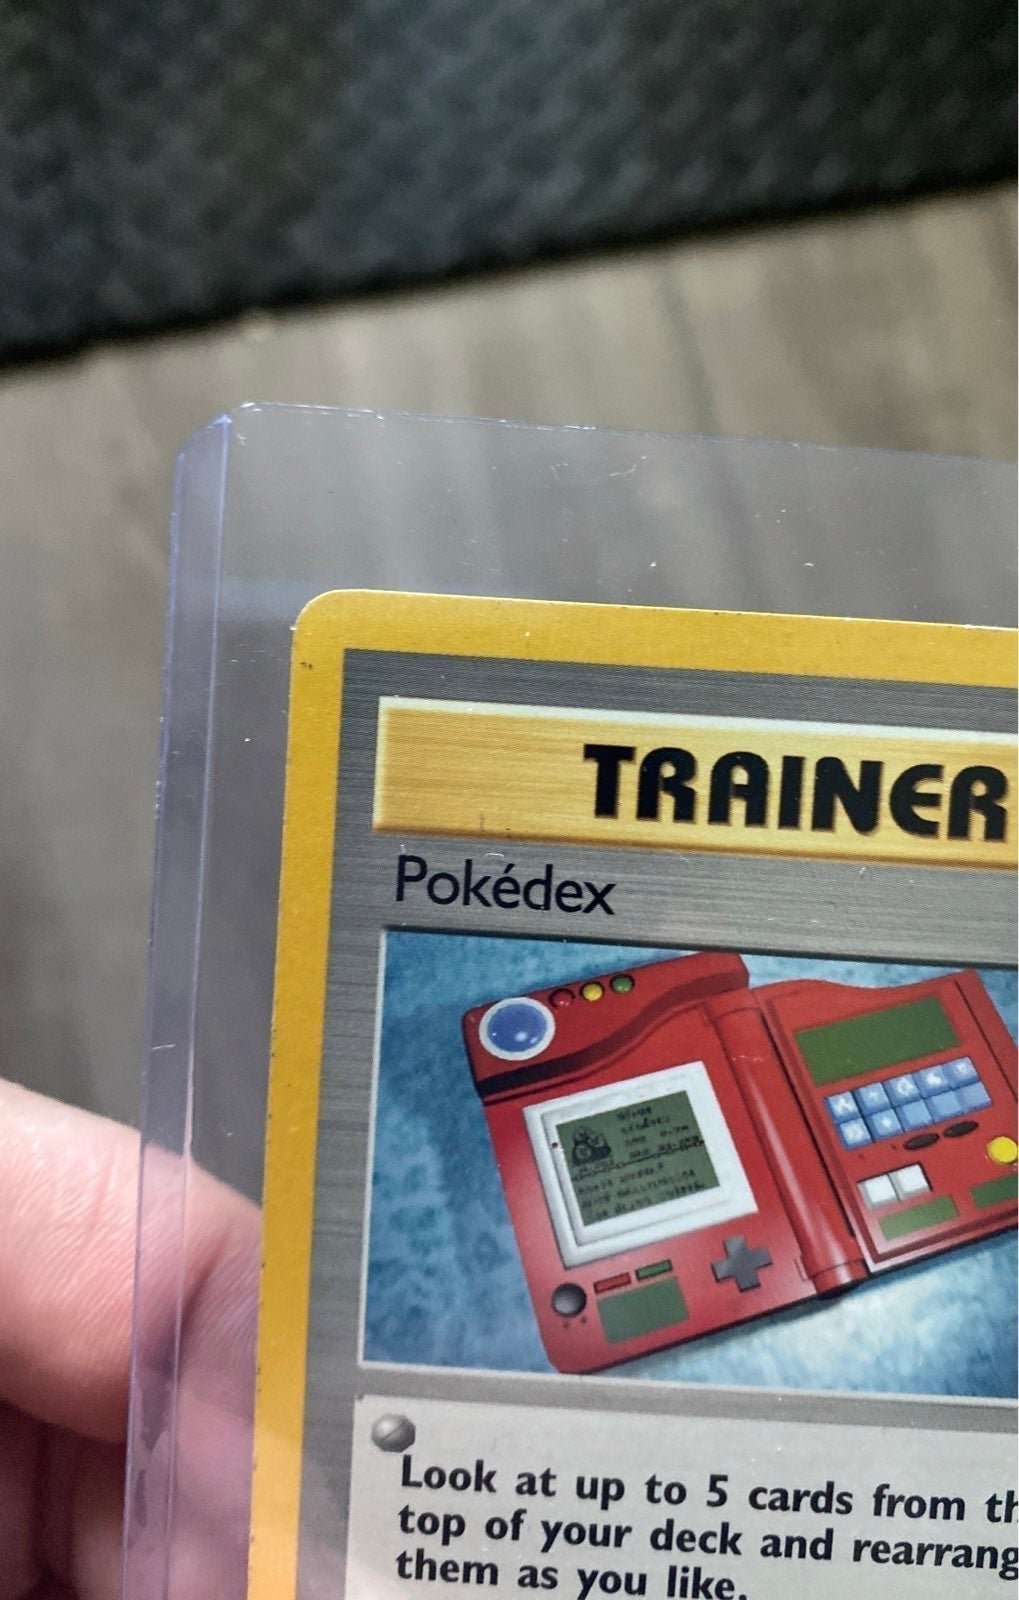 TRAINER
Pokédex
Look at up to 5 cards from th
top of your deck and rearrang
them as you like.